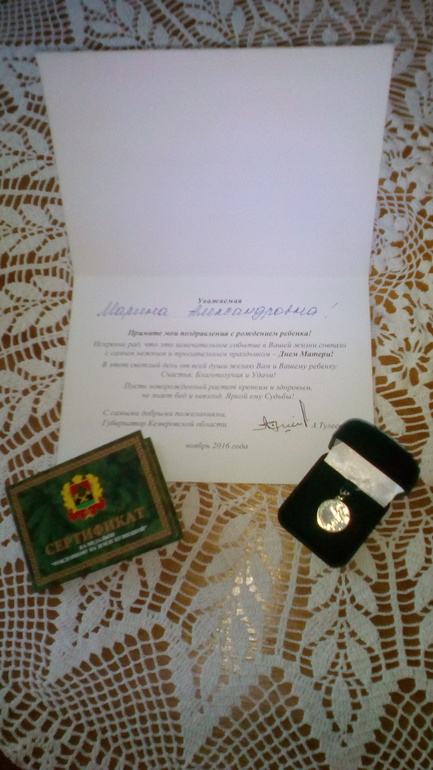 Уважаемая
Марина Александровна!
Примите мои поздравления с рождением ребенка!
Искренне рад, что это замечательное событие в Вашей жизни совпало
с самым нежным и трогательным праздником – Днем Матери!
В этот светлый день от всей души желаю Вам и Вашему ребенку
Счастья, Благополучия и Удачи!
Пусть новорожденный растет крепким и здоровым,
не знает бед и невзгод. Яркой ему Судьбы!
С самыми добрыми пожеланиями,
Губернатор Кемеровской области
А.Тулеев
ноябрь 2016 года
СЕРТИФИКАТ